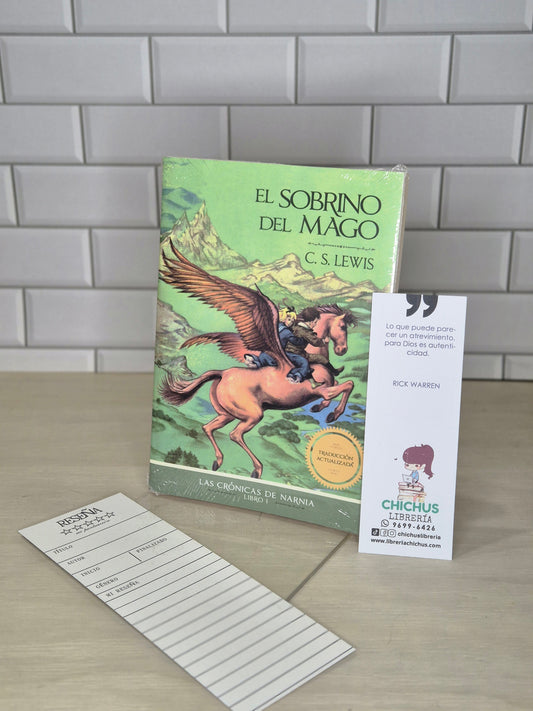 EL SOBRINO
DEL MAGO
C. S. LEWIS
TRADUCCIÓN
ACTUALIZADA
LAS CRÓNICAS DE NARNIA
LIBRO 1
”
Lo que puede pare-
cer un atrevimiento,
para Dios es autenti-
cidad.
RICK WARREN
CHICHUS
LIBRERÍA
9699-6426
chichuslibreria
www.libreriachichus.com
RESEÑA
TÍTULO
AUTOR
INICIO
FINALIZADO
GÉNERO
MI RESEÑA